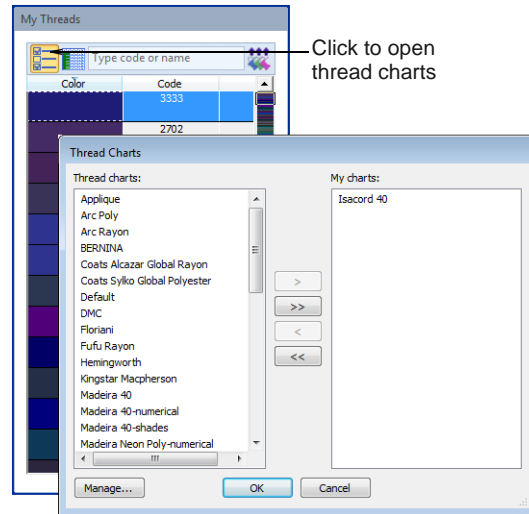 My Threads
Click to open
thread charts
Type code or name
Color
Code
3333
2702
Thread Charts
Thread charts:
Applique
Arc Poly
Arc Rayon
BERNINA
Coats Alcazar Global Rayon
Coats Sylko Global Polyester
Default
DMC
Floriani
Fufu Rayon
Hemingworth
Kingstar Macpherson
Madeira 40
Madeira 40-numerical
Madeira 40-shades
Madeira Neon Poly-numerical
>
>>
<
<<
My charts:
Isacord 40
Manage...
OK
Cancel